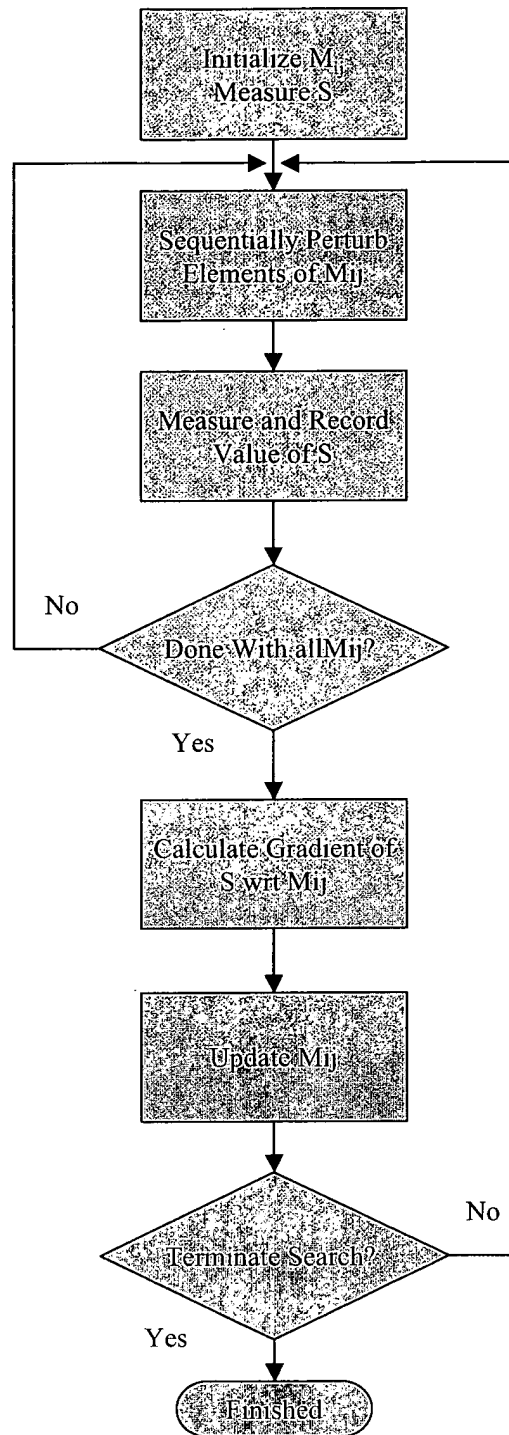 Initialize Mij
Measure S
Sequentially Perturb
Elements of Mij
Measure and Record
Value of S
No
Done With allMij?
Yes
Calculate Gradient of
S wrt Mij
Update Mij
No
Terminate Search?
Yes
Finished